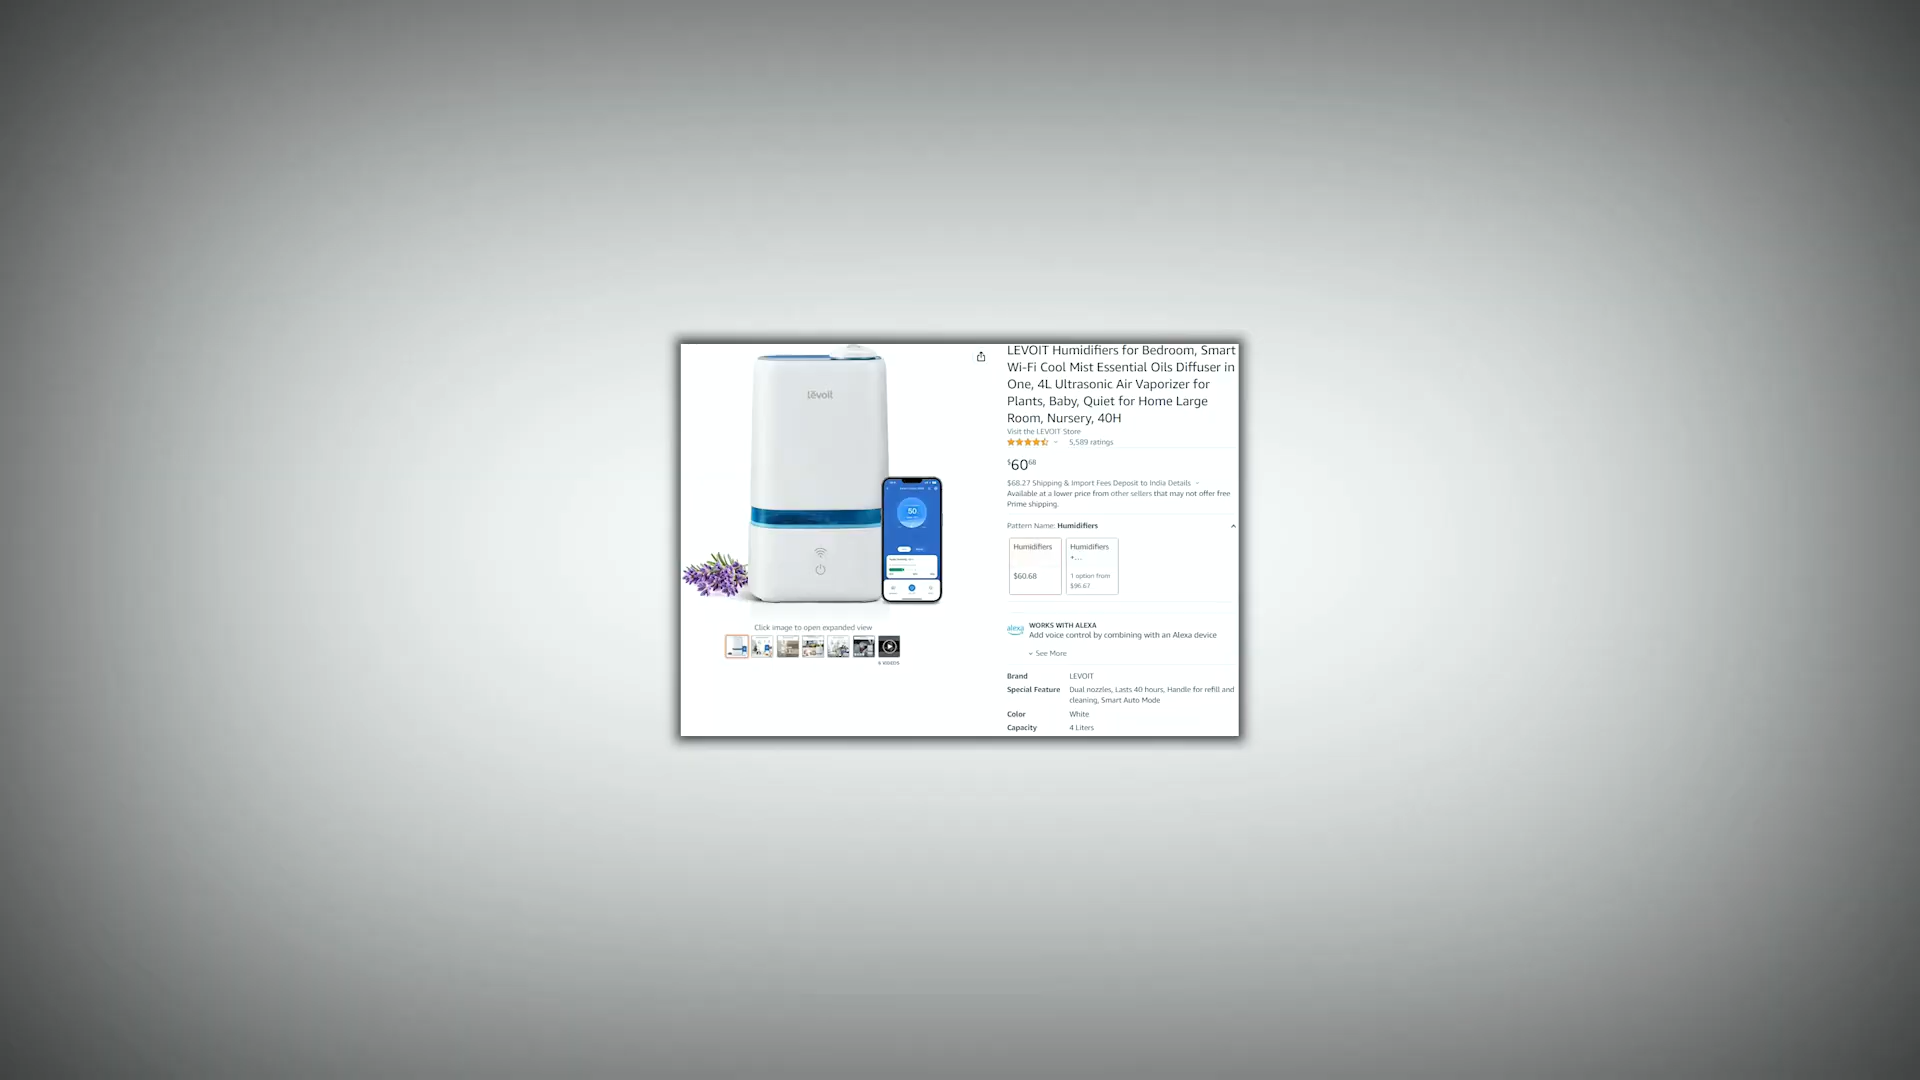 levoit
50
Click image to open expanded view
6 VIDEOS
LEVOIT Humidifiers for Bedroom, Smart
Wi-Fi Cool Mist Essential Oils Diffuser in
One, 4L Ultrasonic Air Vaporizer for
Plants, Baby, Quiet for Home Large
Room, Nursery, 40H
Visit the LEVOIT Store
5,589 ratings
$60 68
$68.27 Shipping & Import Fees Deposit to India Details
Available at a lower price from other sellers that may not offer free
Prime shipping.
Pattern Name: Humidifiers
Humidifiers
$60.68
Humidifiers
+...
1 option from
$96.67
alexa
WORKS WITH ALEXA
Add voice control by combining with an Alexa device
See More
Brand LEVOIT
Special Feature Dual nozzles, Lasts 40 hours, Handle for refill and
cleaning, Smart Auto Mode
Color White
Capacity 4 Liters